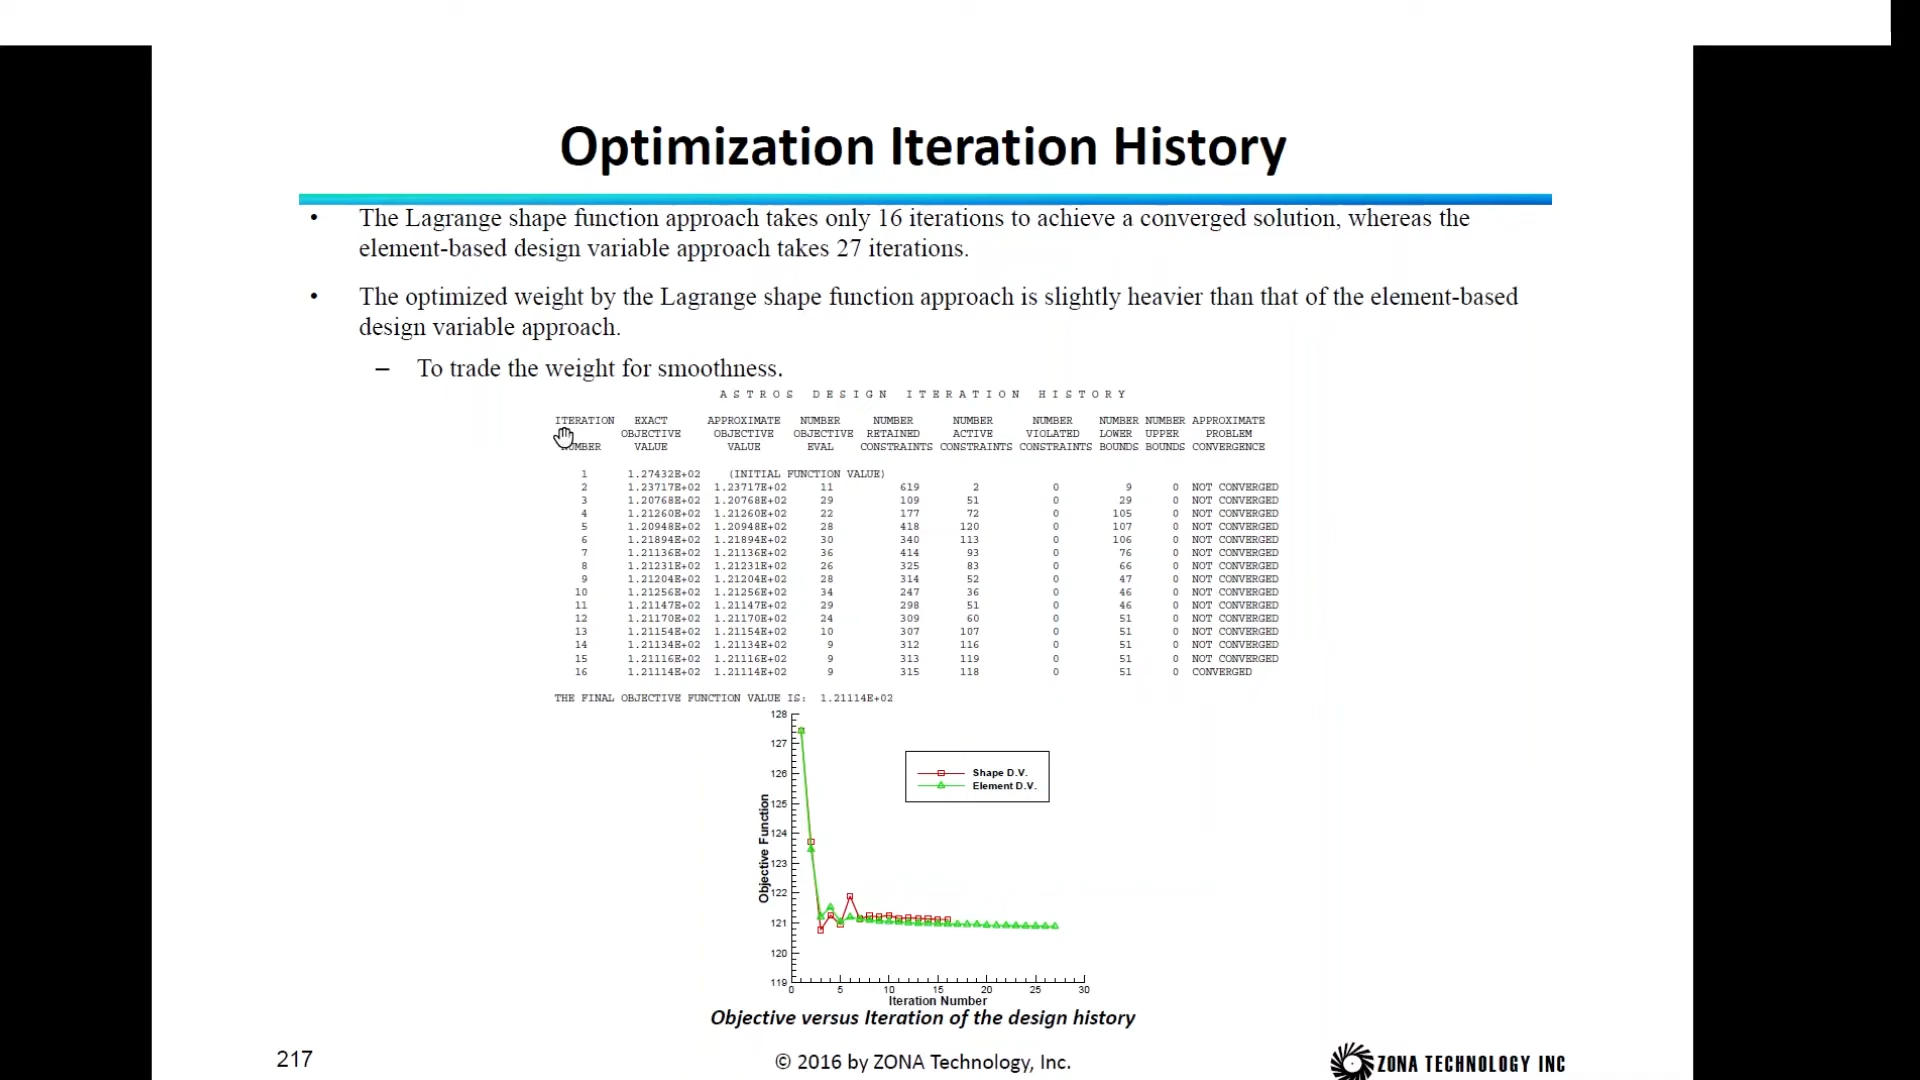 Optimization Iteration History
• The Lagrange shape function approach takes only 16 iterations to achieve a converged solution, whereas the
element-based design variable approach takes 27 iterations.
• The optimized weight by the Lagrange shape function approach is slightly heavier than that of the element-based
design variable approach.
– To trade the weight for smoothness.
ASTROS DESIGN ITERATION HISTORY
ITERATION EXACT APPROXIMATE NUMBER NUMBER NUMBER NUMBER NUMBER NUMBER APPROXIMATE
OBJECTIVE OBJECTIVE OBJECTIVE RETAINED ACTIVE VIOLATED LOWER UPPER PROBLEM
NUMBER VALUE VALUE EVAL CONSTRAINTS CONSTRAINTS CONSTRAINTS BOUNDS BOUNDS CONVERGENCE
1 1.27432E+02 (INITIAL FUNCTION VALUE)
2 1.23717E+02 1.23717E+02 11 619 2 0 9 0 NOT CONVERGED
3 1.20768E+02 1.20768E+02 29 109 51 0 29 0 NOT CONVERGED
4 1.21260E+02 1.21260E+02 22 177 72 0 105 0 NOT CONVERGED
5 1.20948E+02 1.20948E+02 28 418 120 0 107 0 NOT CONVERGED
6 1.21894E+02 1.21894E+02 30 340 113 0 106 0 NOT CONVERGED
7 1.21136E+02 1.21136E+02 36 414 93 0 76 0 NOT CONVERGED
8 1.21231E+02 1.21231E+02 26 325 83 0 66 0 NOT CONVERGED
9 1.21204E+02 1.21204E+02 28 314 52 0 47 0 NOT CONVERGED
10 1.21256E+02 1.21256E+02 34 247 36 0 46 0 NOT CONVERGED
11 1.21147E+02 1.21147E+02 29 298 51 0 46 0 NOT CONVERGED
12 1.21170E+02 1.21170E+02 24 309 60 0 51 0 NOT CONVERGED
13 1.21154E+02 1.21154E+02 10 307 107 0 51 0 NOT CONVERGED
14 1.21134E+02 1.21134E+02 9 312 116 0 51 0 NOT CONVERGED
15 1.21116E+02 1.21116E+02 9 313 119 0 51 0 NOT CONVERGED
16 1.21114E+02 1.21114E+02 9 315 118 0 51 0 CONVERGED
THE FINAL OBJECTIVE FUNCTION VALUE IS: 1.21114E+02
128
127
126
125
124
123
122
121
120
119
Objective Function
Shape D.V.
Element D.V.
0 5 10 15 20 25 30
Iteration Number
Objective versus Iteration of the design history
217
© 2016 by ZONA Technology, Inc.
ZONA TECHNOLOGY INC